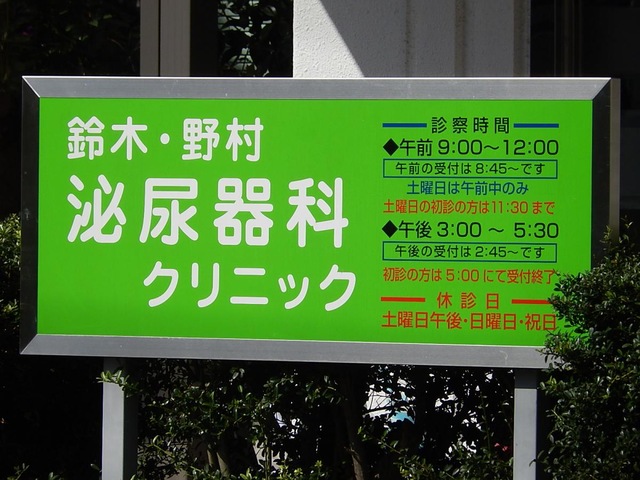 鈴木・野村
泌尿器科
クリニック
診察時間
◆午前 9:00～12:00
午前の受付は 8:45～です
土曜日は午前中のみ
土曜日の初診の方は11:30 まで
◆午後 3:00 ～ 5:30
午後の受付は 2:45～です
初診の方は 5:00 にて受付終了
休診日
土曜日午後・日曜日・祝日